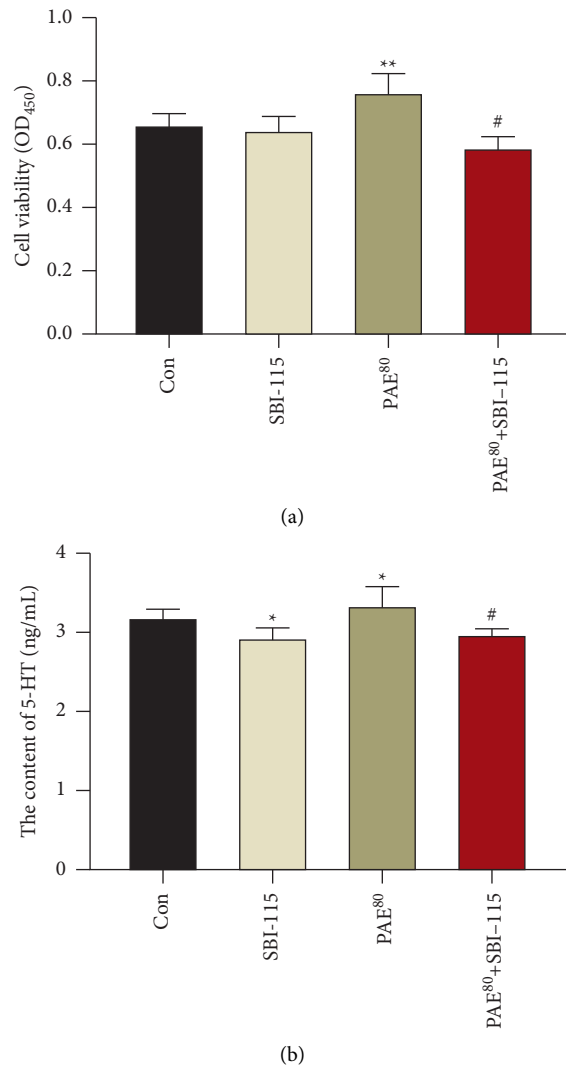 1.0
**
0.8
#
0.6
0.4
0.2
0.0
Cell viability (OD450)
Con
SBI-115
PAE80
PAE80+SBI–115
(a)
4
*
*
#
3
2
1
0
The content of 5-HT (ng/mL)
Con
SBI-115
PAE80
PAE80+SBI–115
(b)